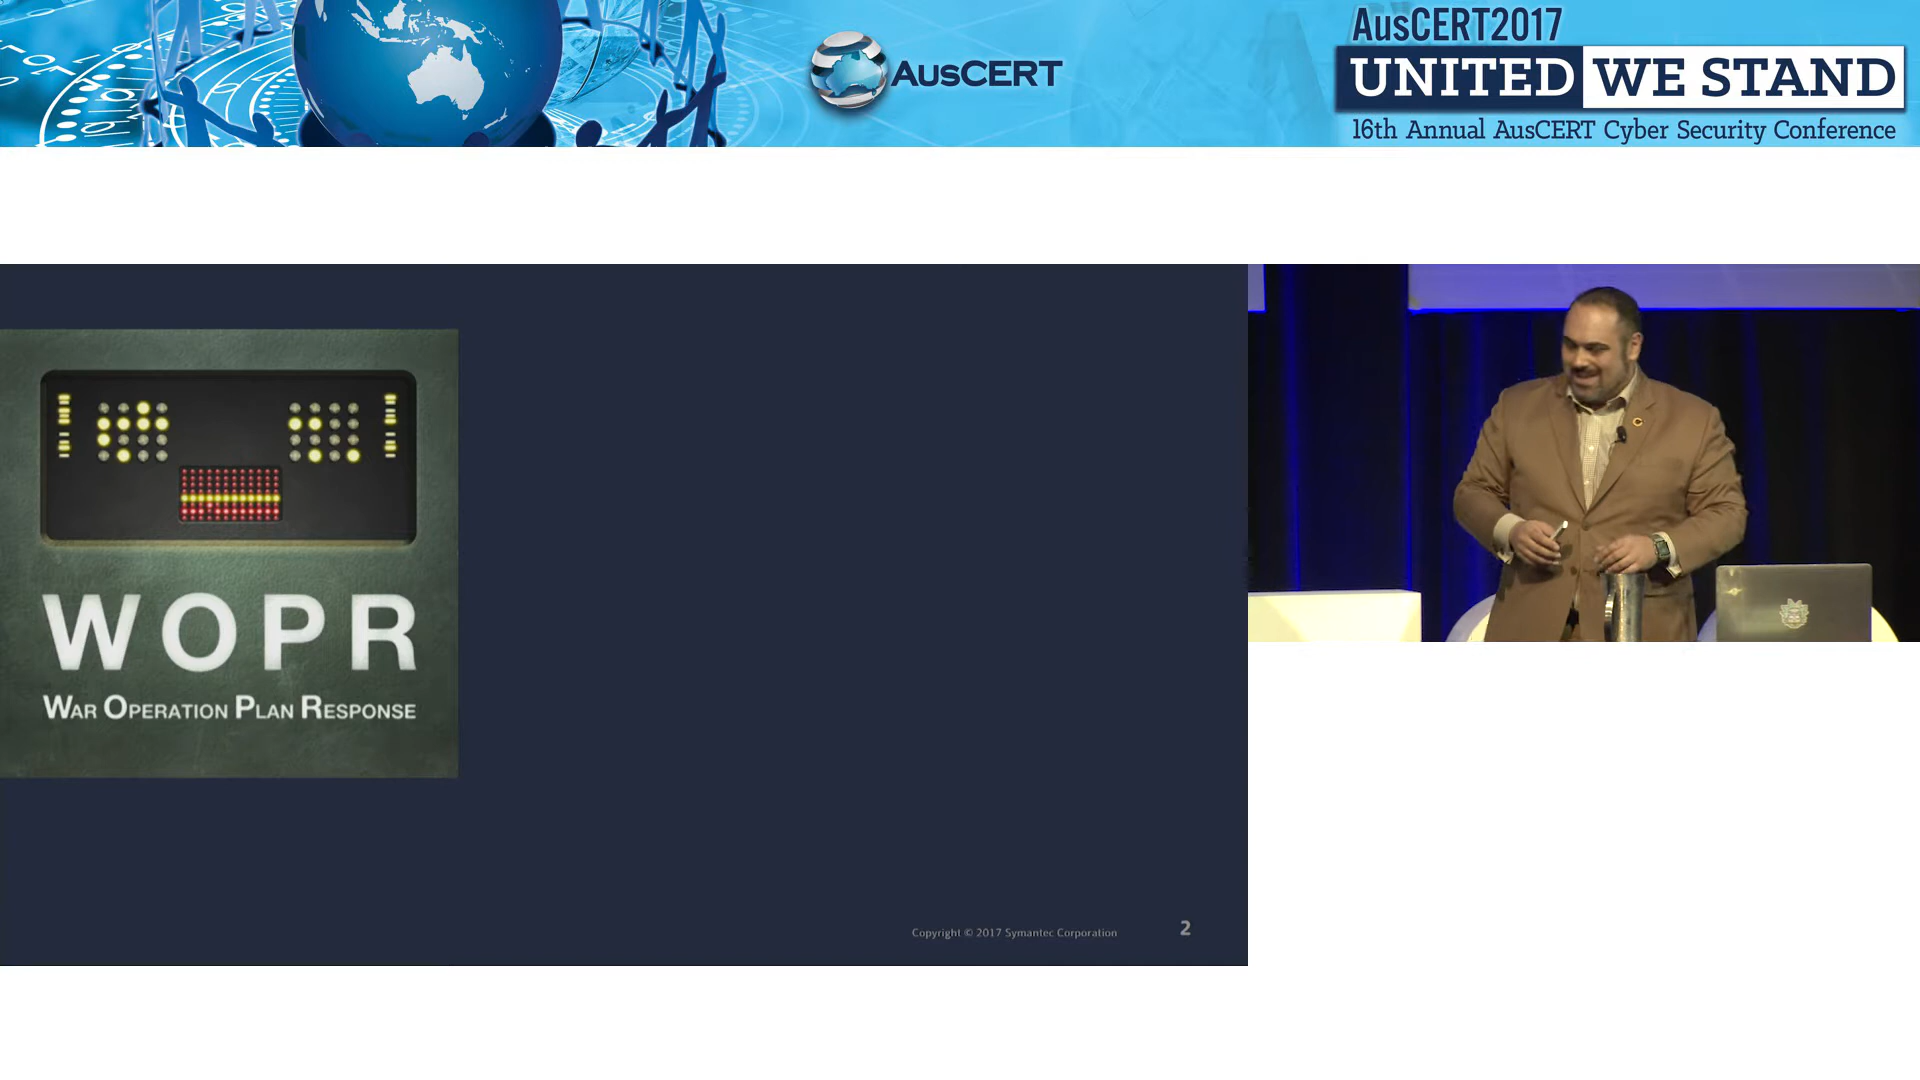 AusCERT
AusCERT2017
UNITED WE STAND
16th Annual AusCERT Cyber Security Conference
WOPR
WAR OPERATION PLAN RESPONSE
Copyright © 2017 Symantec Corporation
2